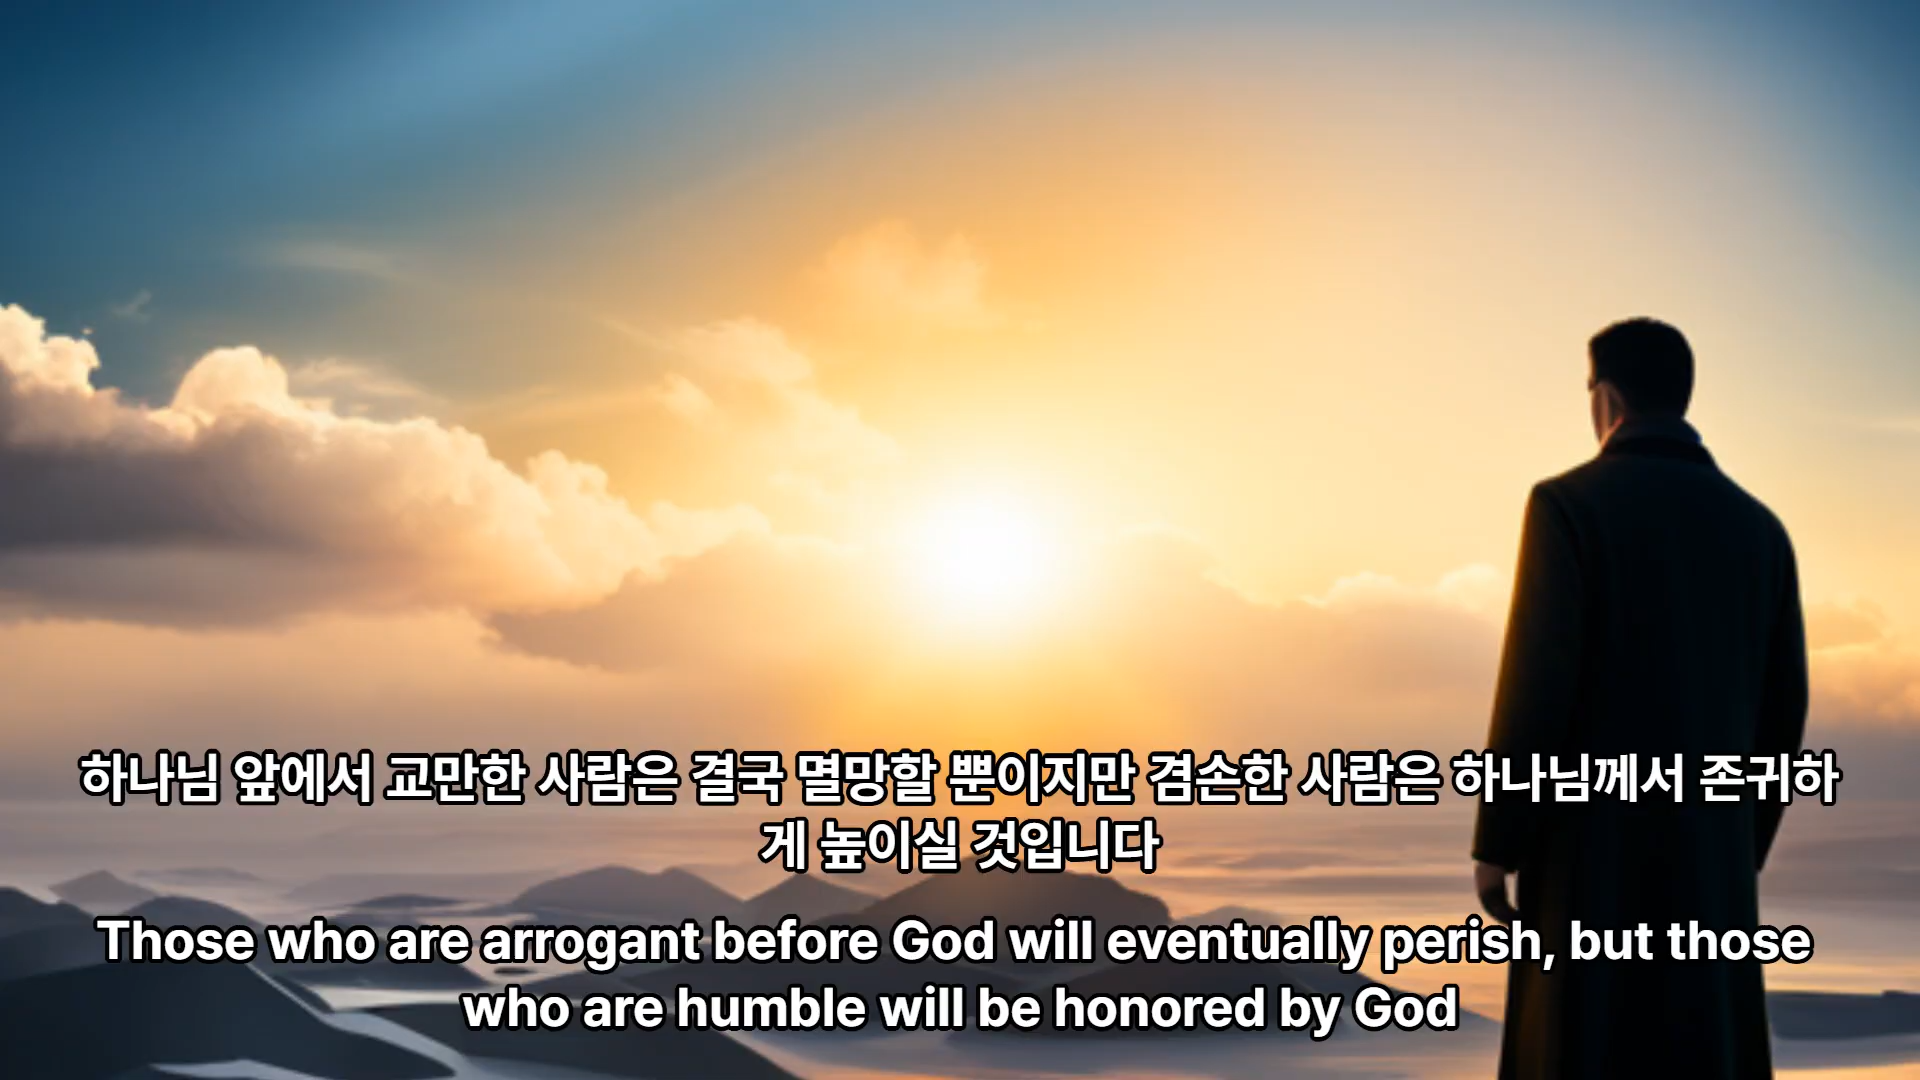 하나님 앞에서 교만한 사람은 결국 멸망할 뿐이지만 겸손한 사람은 하나님께서 존귀하
게 높이실 것입니다
Those who are arrogant before God will eventually perish, but those
who are humble will be honored by God